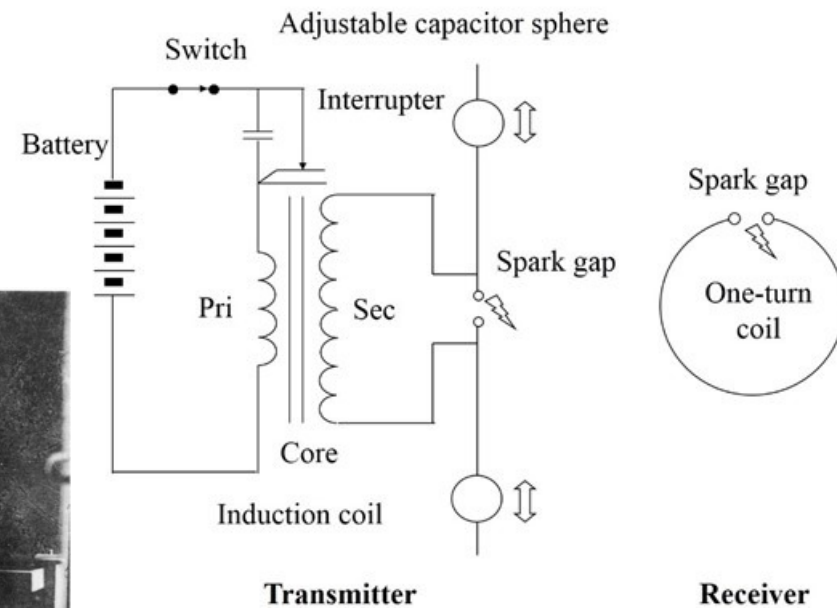 Adjustable capacitor sphere
Switch
Interrupter
Battery
Spark gap
Spark gap
Pri
Sec
One-turn
coil
Core
Induction coil
Transmitter
Receiver